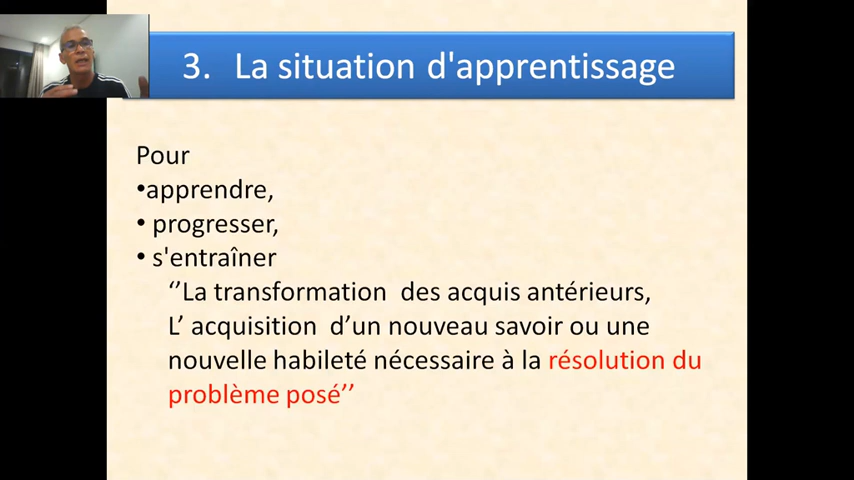 3. La situation d'apprentissage
Pour
•apprendre,
• progresser,
• s'entraîner
‘’La transformation des acquis antérieurs,
L’ acquisition d’un nouveau savoir ou une
nouvelle habileté nécessaire à la résolution du
problème posé’’